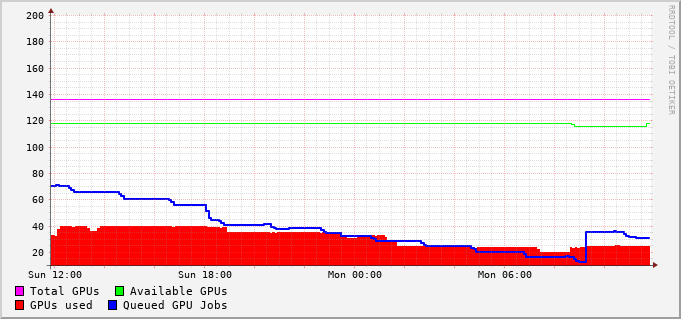 RRDTOOL / TOBI OETIKER
200
180
160
140
120
100
80
60
40
20
Sun 12:00 Sun 18:00 Mon 00:00 Mon 06:00
Total GPUs Available GPUs
GPUs used Queued GPU Jobs